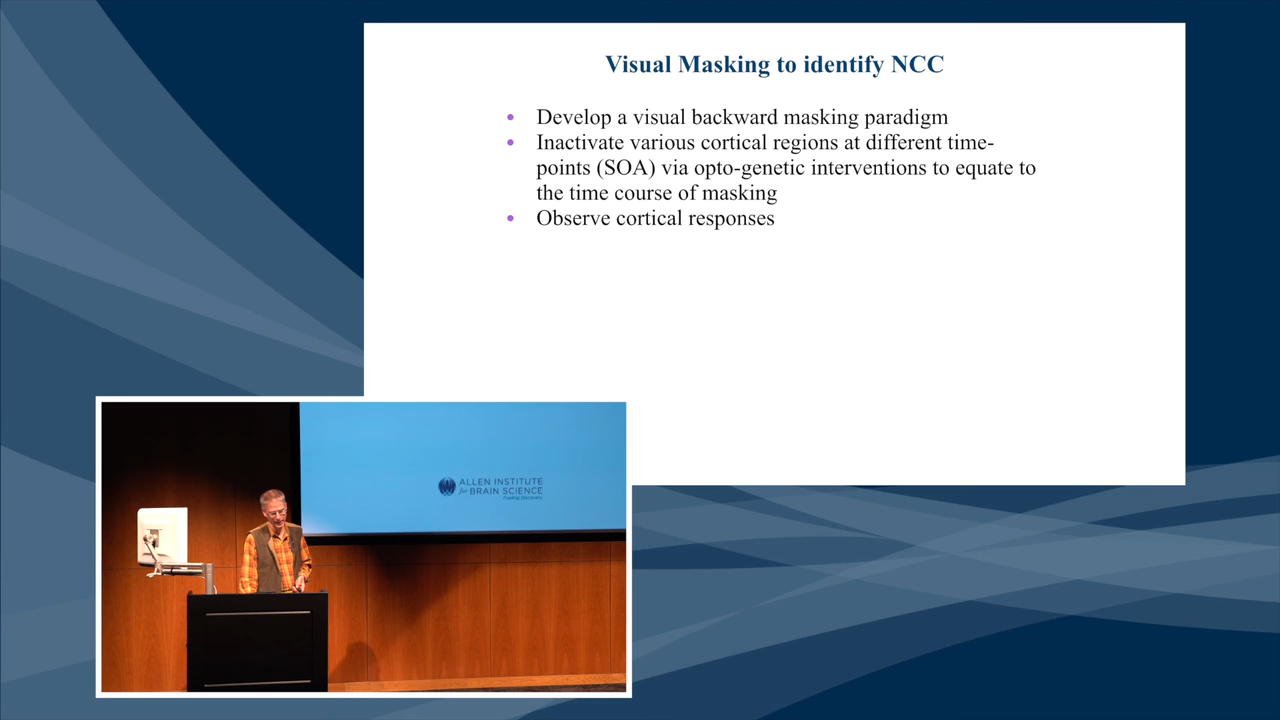 Visual Masking to identify NCC
• Develop a visual backward masking paradigm
• Inactivate various cortical regions at different time-
points (SOA) via opto-genetic interventions to equate to
the time course of masking
• Observe cortical responses
ALLEN INSTITUTE
for BRAIN SCIENCE
Fueling Discovery